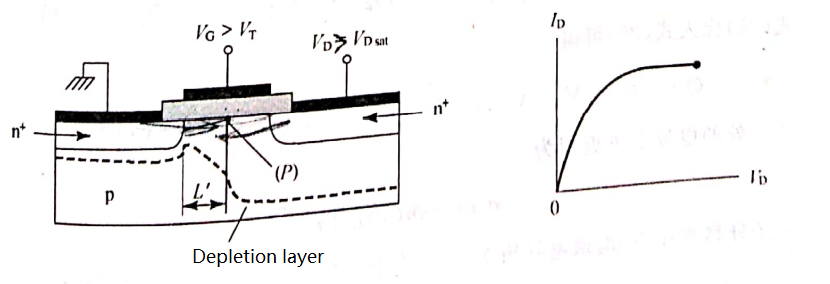 V_G > V_T
V_D ⩾ V_D sat
n⁺
n⁺
(P)
p
L'
Depletion layer
I_D
V_D
0